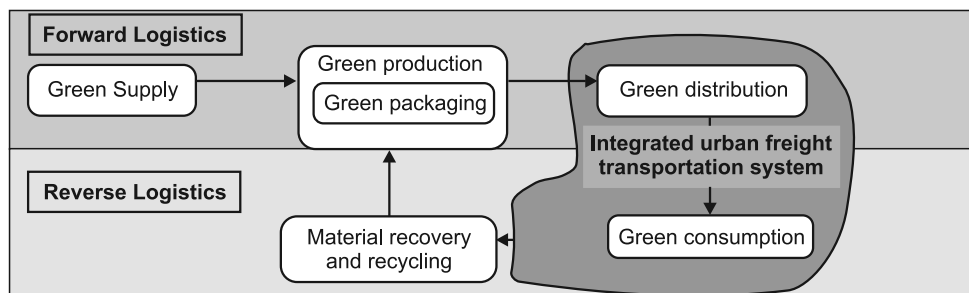 Forward Logistics
Green Supply
Green production
Green packaging
Green distribution
Integrated urban freight
transportation system
Reverse Logistics
Material recovery
and recycling
Green consumption